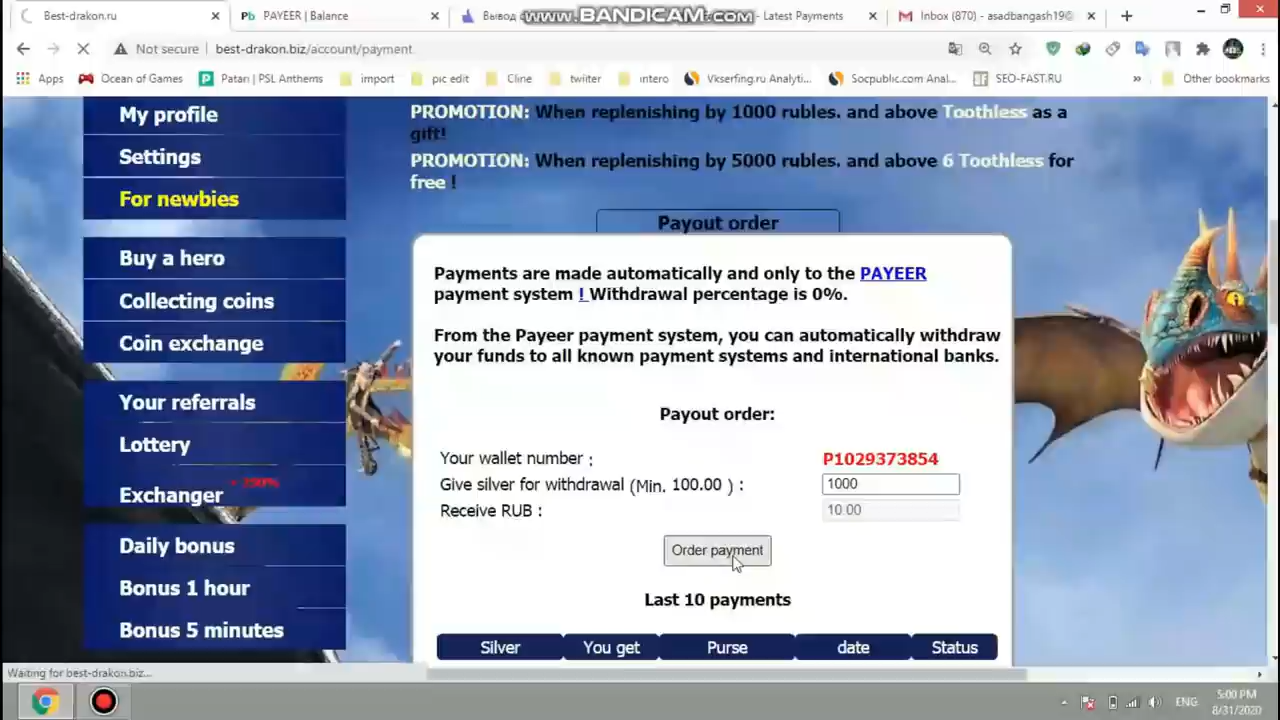 Best-drakon.ru
PAYEER | Balance
Вывод с
- Latest Payments
Inbox (870) - asadbangash19@
www.BANDICAM.com
Not secure
best-drakon.biz/account/payment
Apps
Ocean of Games
Patari | PSL Anthems
import
pic edit
Cline
twiiter
intero
Vkserfing.ru Analyti...
Socpublic.com Anal...
SEO-FAST.RU
»
Other bookmarks
My profile
Settings
For newbies
Buy a hero
Collecting coins
Coin exchange
Your referrals
Lottery
Exchanger
Daily bonus
Bonus 1 hour
Bonus 5 minutes
PROMOTION: When replenishing by 1000 rubles. and above Toothless as a
gift!
PROMOTION: When replenishing by 5000 rubles. and above 6 Toothless for
free !
Payout order
Payments are made automatically and only to the PAYEER
payment system ! Withdrawal percentage is 0%.
From the Payeer payment system, you can automatically withdraw
your funds to all known payment systems and international banks.
Payout order:
Your wallet number : P1029373854
Give silver for withdrawal (Min. 100.00 ) : 1000
Receive RUB : 10.00
Order payment
Last 10 payments
Silver You get Purse date Status
Waiting for best-drakon.biz...
ENG
5:00 PM
8/31/2020